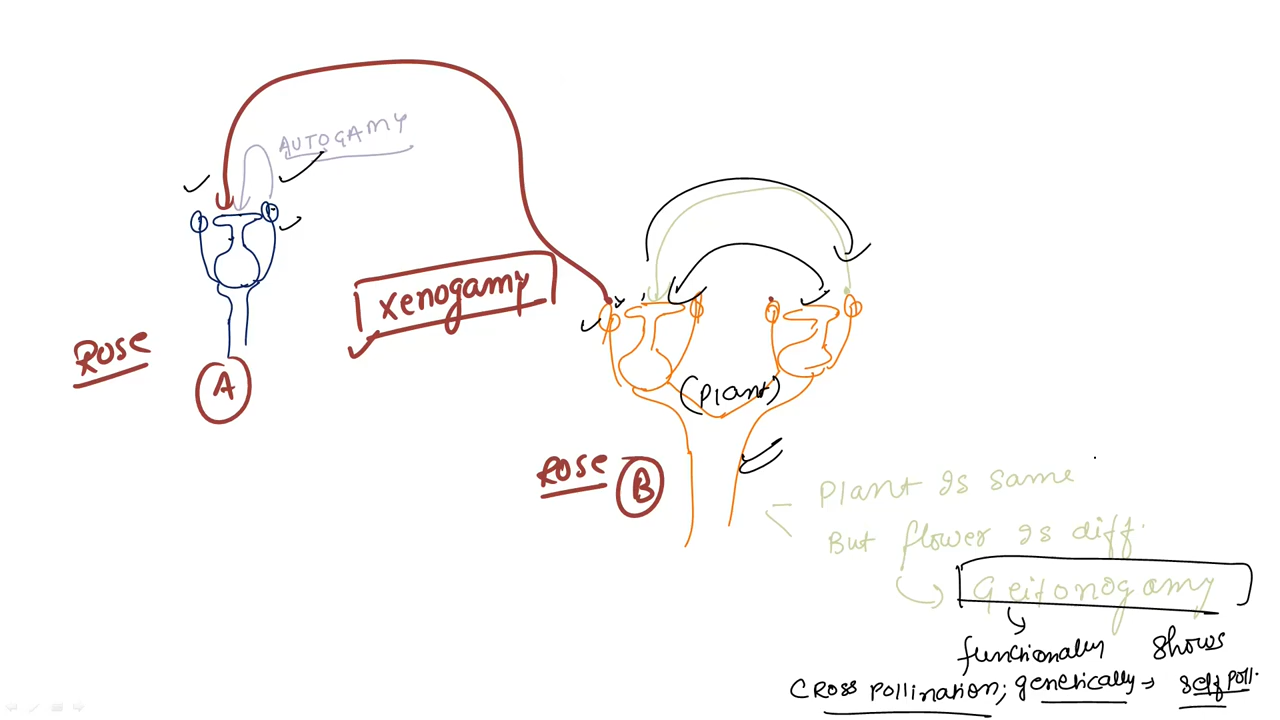 AUTOGAMY
xenogamy
Rose
A
(Plant)
Rose B
Plant Is same
But flower Is diff.
Geitonogamy
functionally shows
CRoss pollination; genetically → self poll.